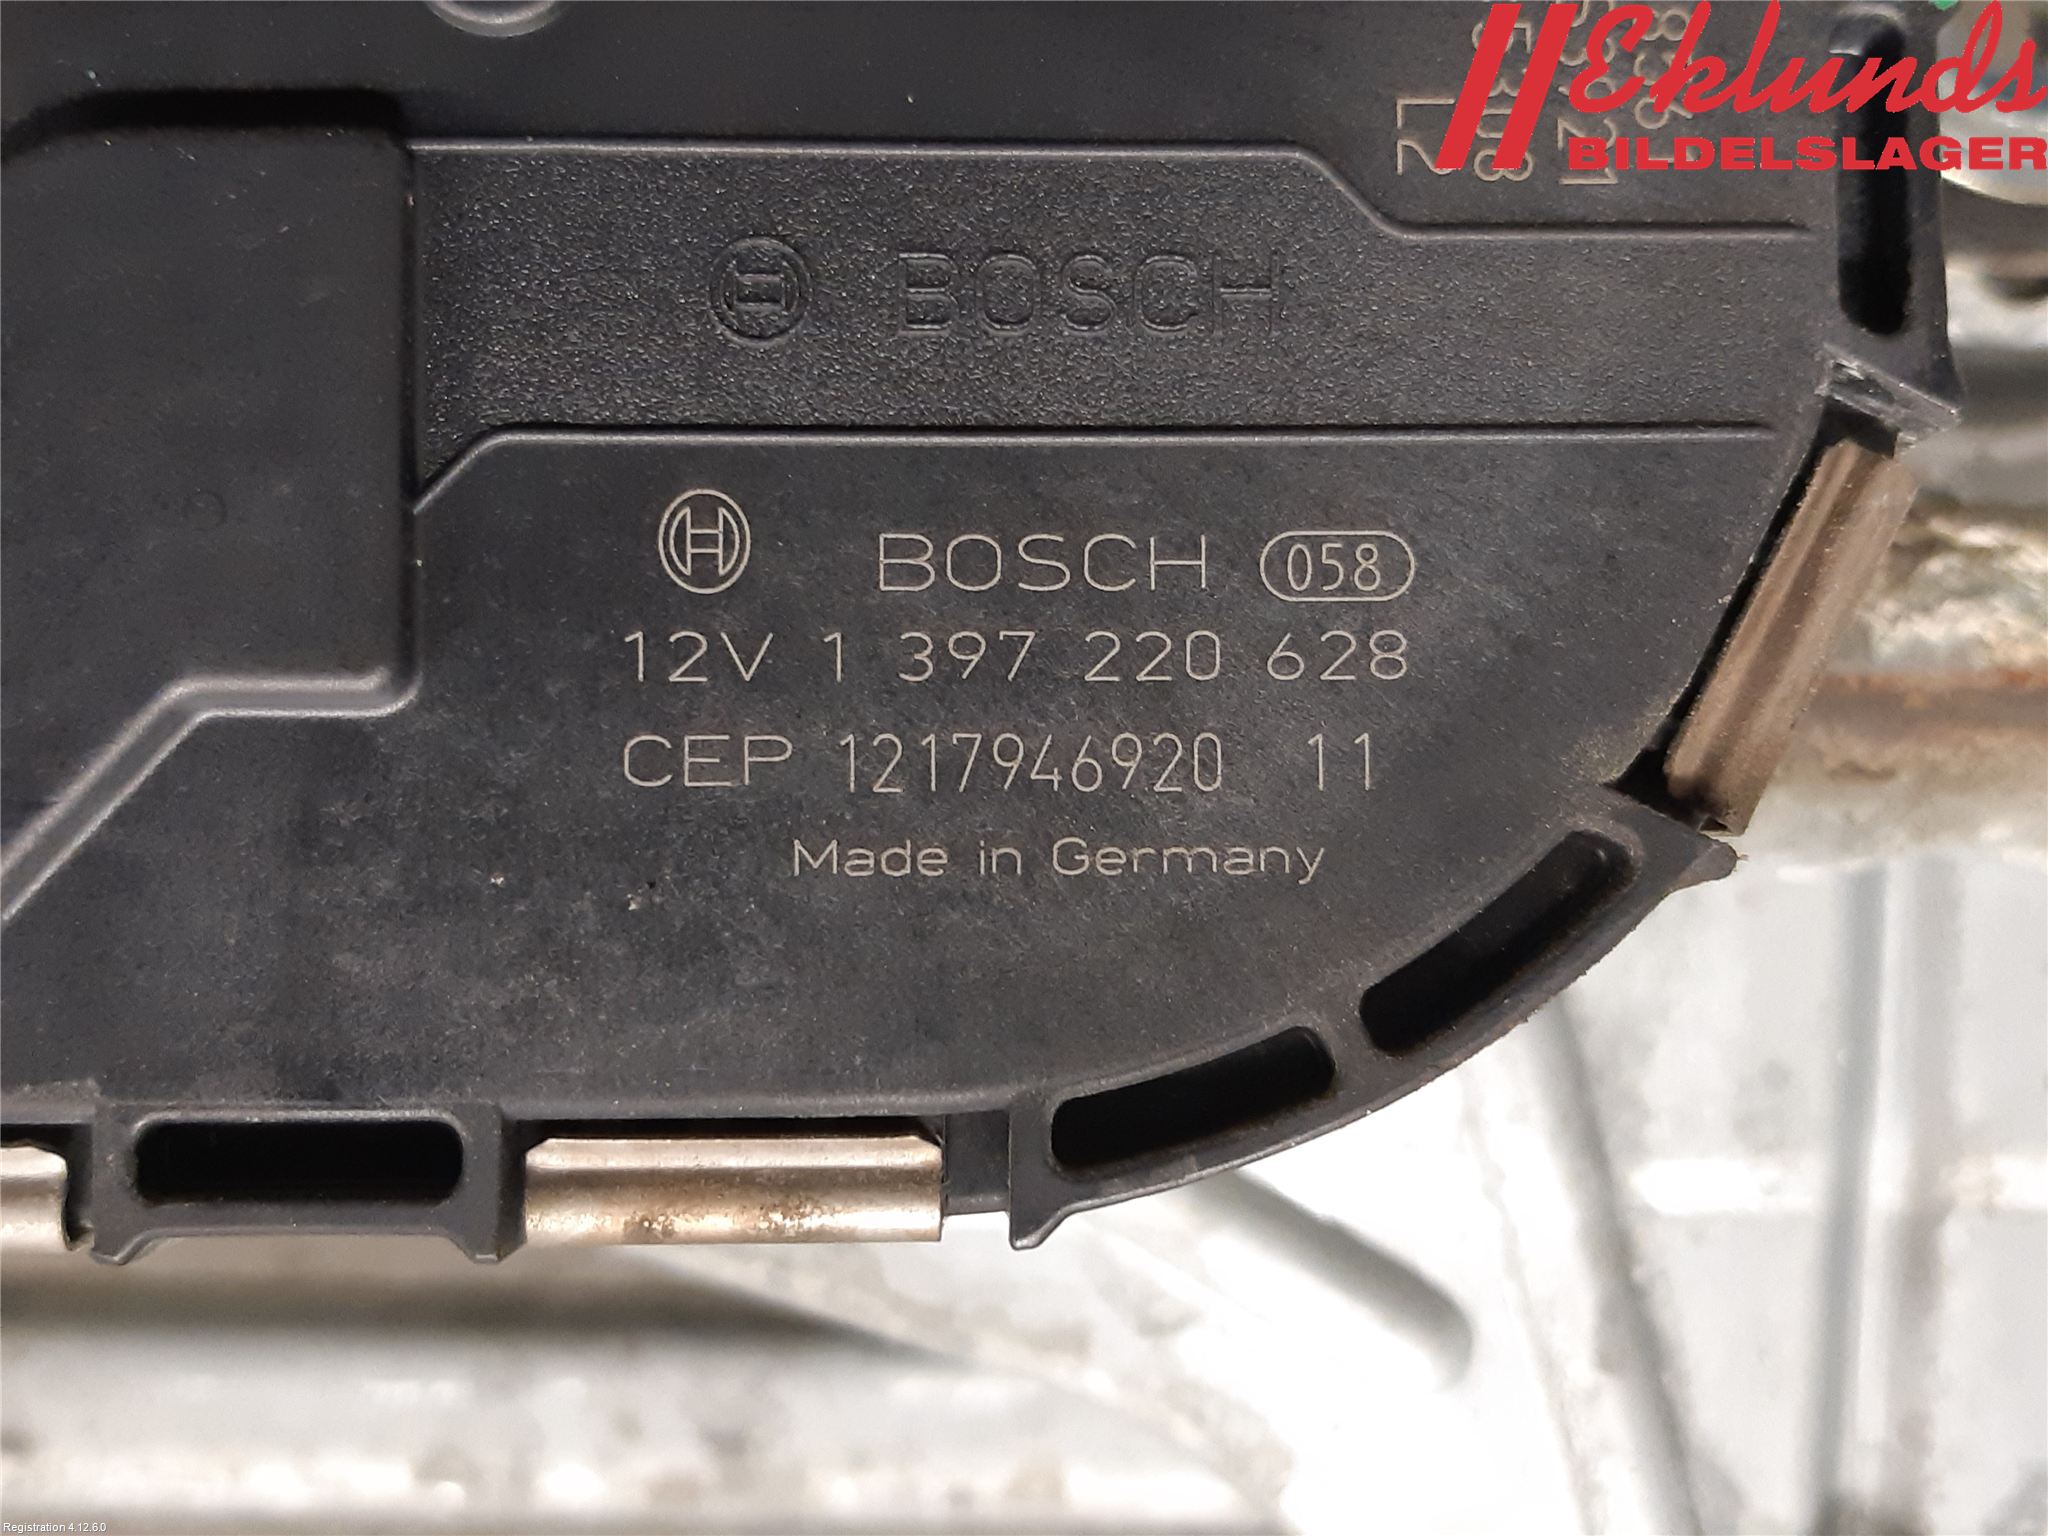 Eklunds
BILDELSLAGER
BOSCH
BOSCH 058
12V 1 397 220 628
CEP 1217946920 11
Made in Germany
Registration 4.12.6.0